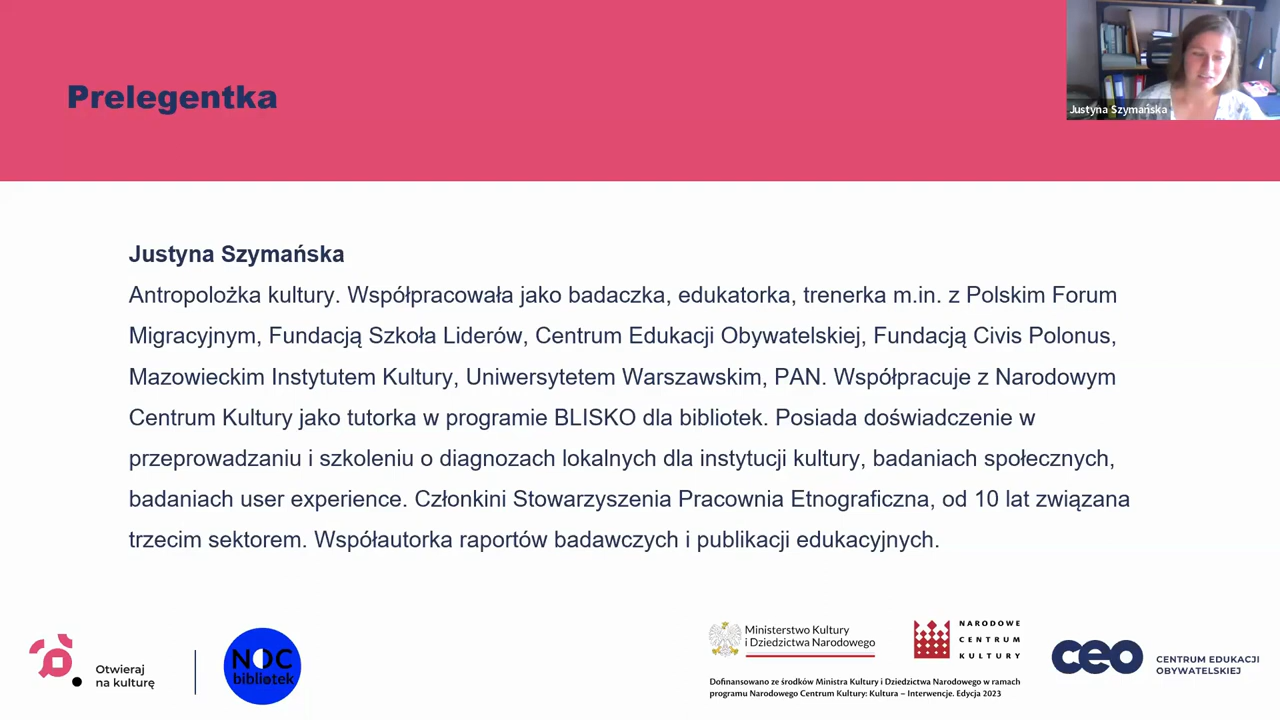 Prelegentka
Justyna Szymańska
Justyna Szymańska
Antropolożka kultury. Współpracowała jako badaczka, edukatorka, trenerka m.in. z Polskim Forum
Migracyjnym, Fundacją Szkoła Liderów, Centrum Edukacji Obywatelskiej, Fundacją Civis Polonus,
Mazowieckim Instytutem Kultury, Uniwersytetem Warszawskim, PAN. Współpracuje z Narodowym
Centrum Kultury jako tutorka w programie BLISKO dla bibliotek. Posiada doświadczenie w
przeprowadzaniu i szkoleniu o diagnozach lokalnych dla instytucji kultury, badaniach społecznych,
badaniach user experience. Członkini Stowarzyszenia Pracownia Etnograficzna, od 10 lat związana
trzecim sektorem. Współautorka raportów badawczych i publikacji edukacyjnych.
Otwieraj
na kulturę
NOC
bibliotek
Ministerstwo Kultury
i Dziedzictwa Narodowego
NARODOWE
CENTRUM
KULTURY
Dofinansowano ze środków Ministra Kultury i Dziedzictwa Narodowego w ramach
programu Narodowego Centrum Kultury: Kultura – Interwencje. Edycja 2023
ceo
CENTRUM EDUKACJI
OBYWATELSKIEJ